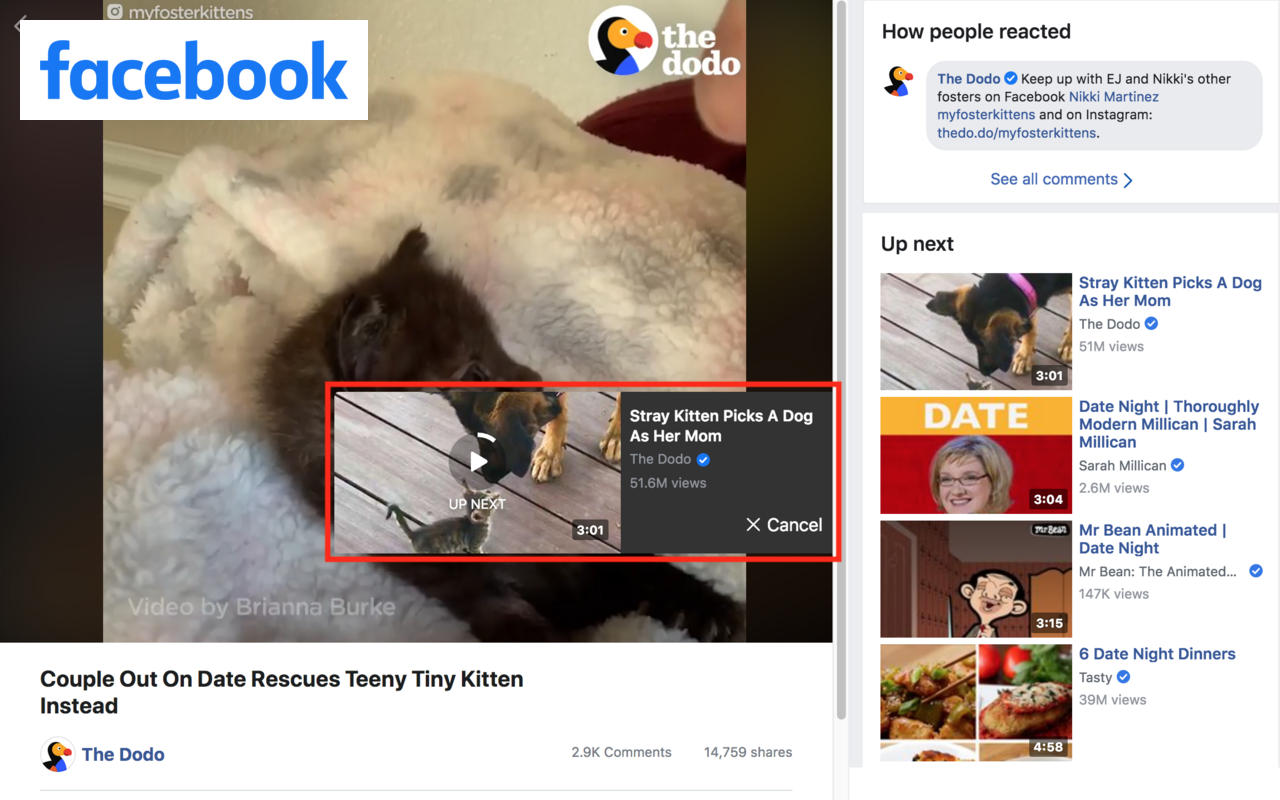 myfosterkittens
facebook
the
dodo
UP NEXT
3:01
Stray Kitten Picks A Dog
As Her Mom
The Dodo
51.6M views
Cancel
Video by Brianna Burke
Couple Out On Date Rescues Teeny Tiny Kitten
Instead
The Dodo
2.9K Comments
14,759 shares
How people reacted
The Dodo Keep up with EJ and Nikki's other
fosters on Facebook Nikki Martinez
myfosterkittens and on Instagram:
thedo.do/myfosterkittens.
See all comments
Up next
3:01
Stray Kitten Picks A Dog
As Her Mom
The Dodo
51M views
DATE
3:04
Date Night | Thoroughly
Modern Millican | Sarah
Millican
Sarah Millican
2.6M views
Mr Bean
3:15
Mr Bean Animated |
Date Night
Mr Bean: The Animated...
147K views
4:58
6 Date Night Dinners
Tasty
39M views